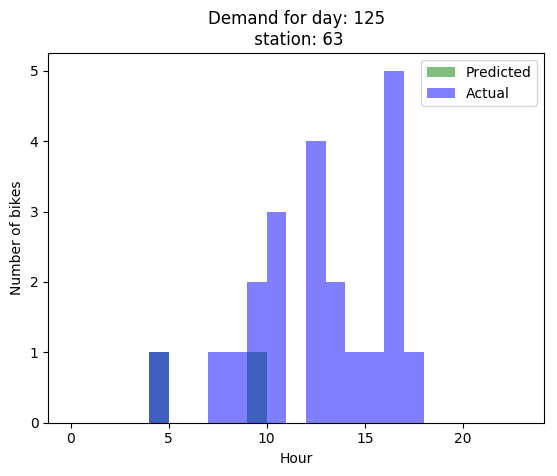 Demand for day: 125
station: 63
Predicted
Actual
Number of bikes
5
4
3
2
1
0
0 5 10 15 20
Hour